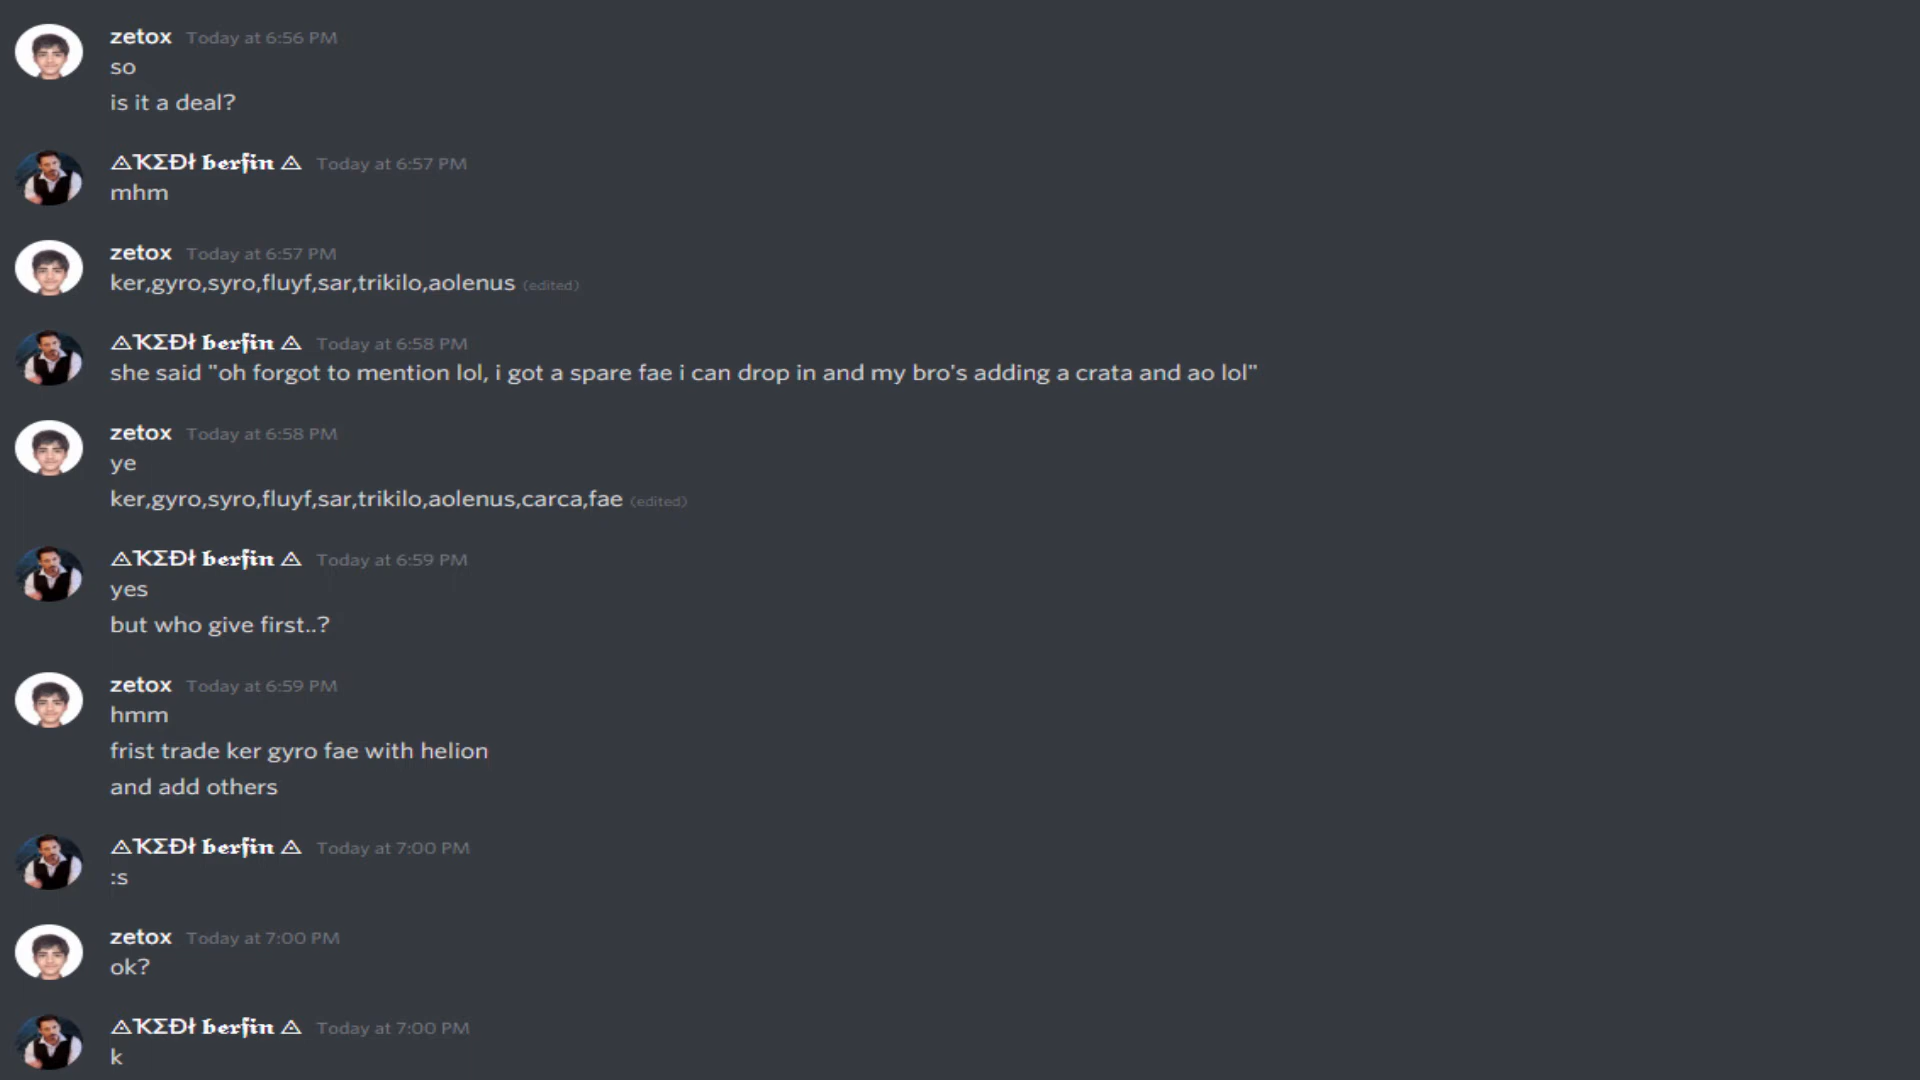 zetox Today at 6:56 PM
so
is it a deal?
⟁ҠΣĐł 𝖇𝖊𝖗𝖋𝖎𝖓 ⟁ Today at 6:57 PM
mhm
zetox Today at 6:57 PM
ker,gyro,syro,fluyf,sar,trikilo,aolenus (edited)
⟁ҠΣĐł 𝖇𝖊𝖗𝖋𝖎𝖓 ⟁ Today at 6:58 PM
she said "oh forgot to mention lol, i got a spare fae i can drop in and my bro's adding a crata and ao lol"
zetox Today at 6:58 PM
ye
ker,gyro,syro,fluyf,sar,trikilo,aolenus,carca,fae (edited)
⟁ҠΣĐł 𝖇𝖊𝖗𝖋𝖎𝖓 ⟁ Today at 6:59 PM
yes
but who give first..?
zetox Today at 6:59 PM
hmm
frist trade ker gyro fae with helion
and add others
⟁ҠΣĐł 𝖇𝖊𝖗𝖋𝖎𝖓 ⟁ Today at 7:00 PM
:s
zetox Today at 7:00 PM
ok?
⟁ҠΣĐł 𝖇𝖊𝖗𝖋𝖎𝖓 ⟁ Today at 7:00 PM
k